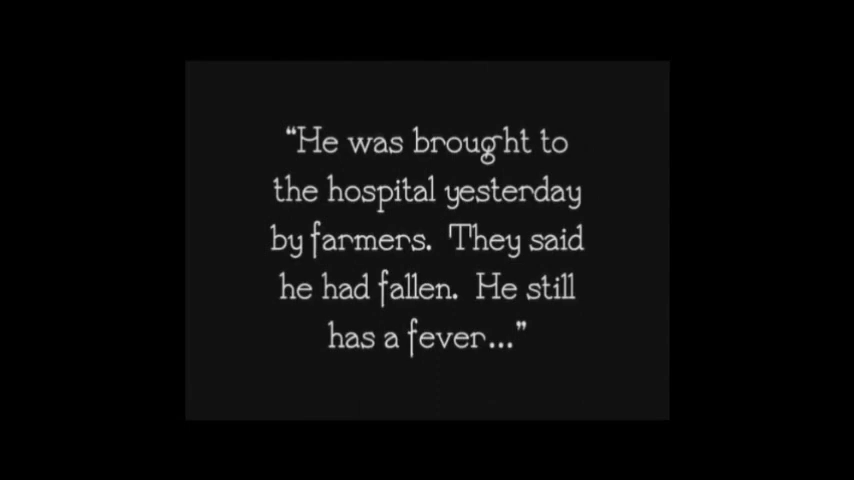 “He was brought to
the hospital yesterday
by farmers. They said
he had fallen. He still
has a fever...”